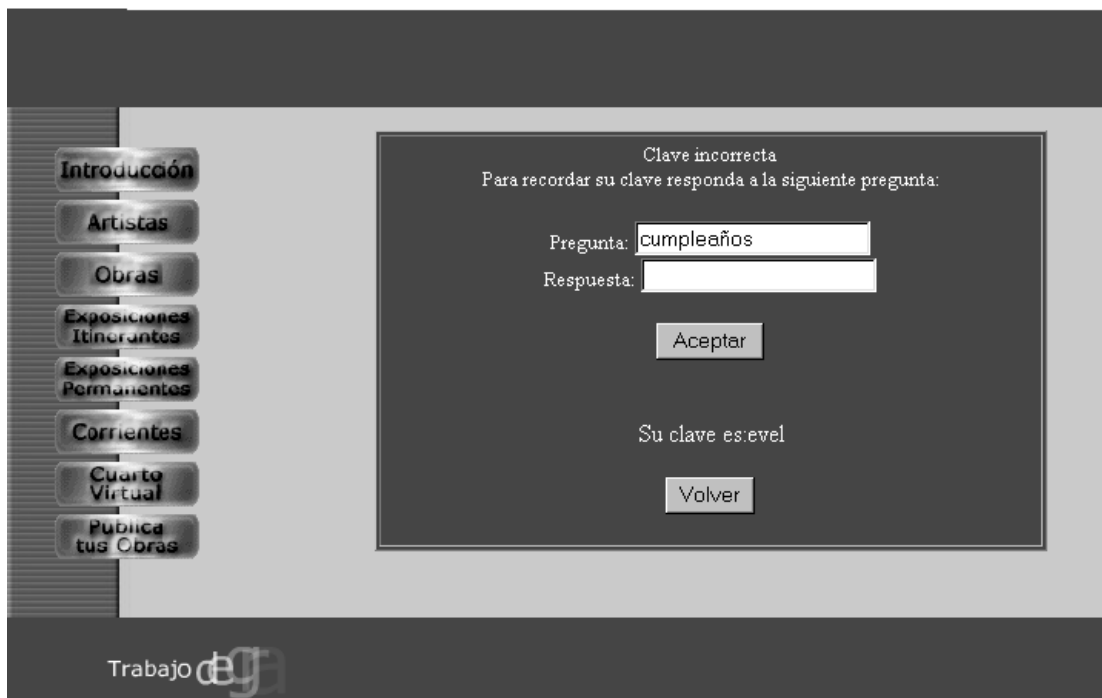 Introducción
Artistas
Obras
Exposiciones
Itinerantes
Exposiciones
Permanentes
Corrientes
Cuarto
Virtual
Publica
tus Obras
Clave incorrecta
Para recordar su clave responda a la siguiente pregunta:
Pregunta: cumpleaños
Respuesta:
Aceptar
Su clave es:evel
Volver
Trabajo de